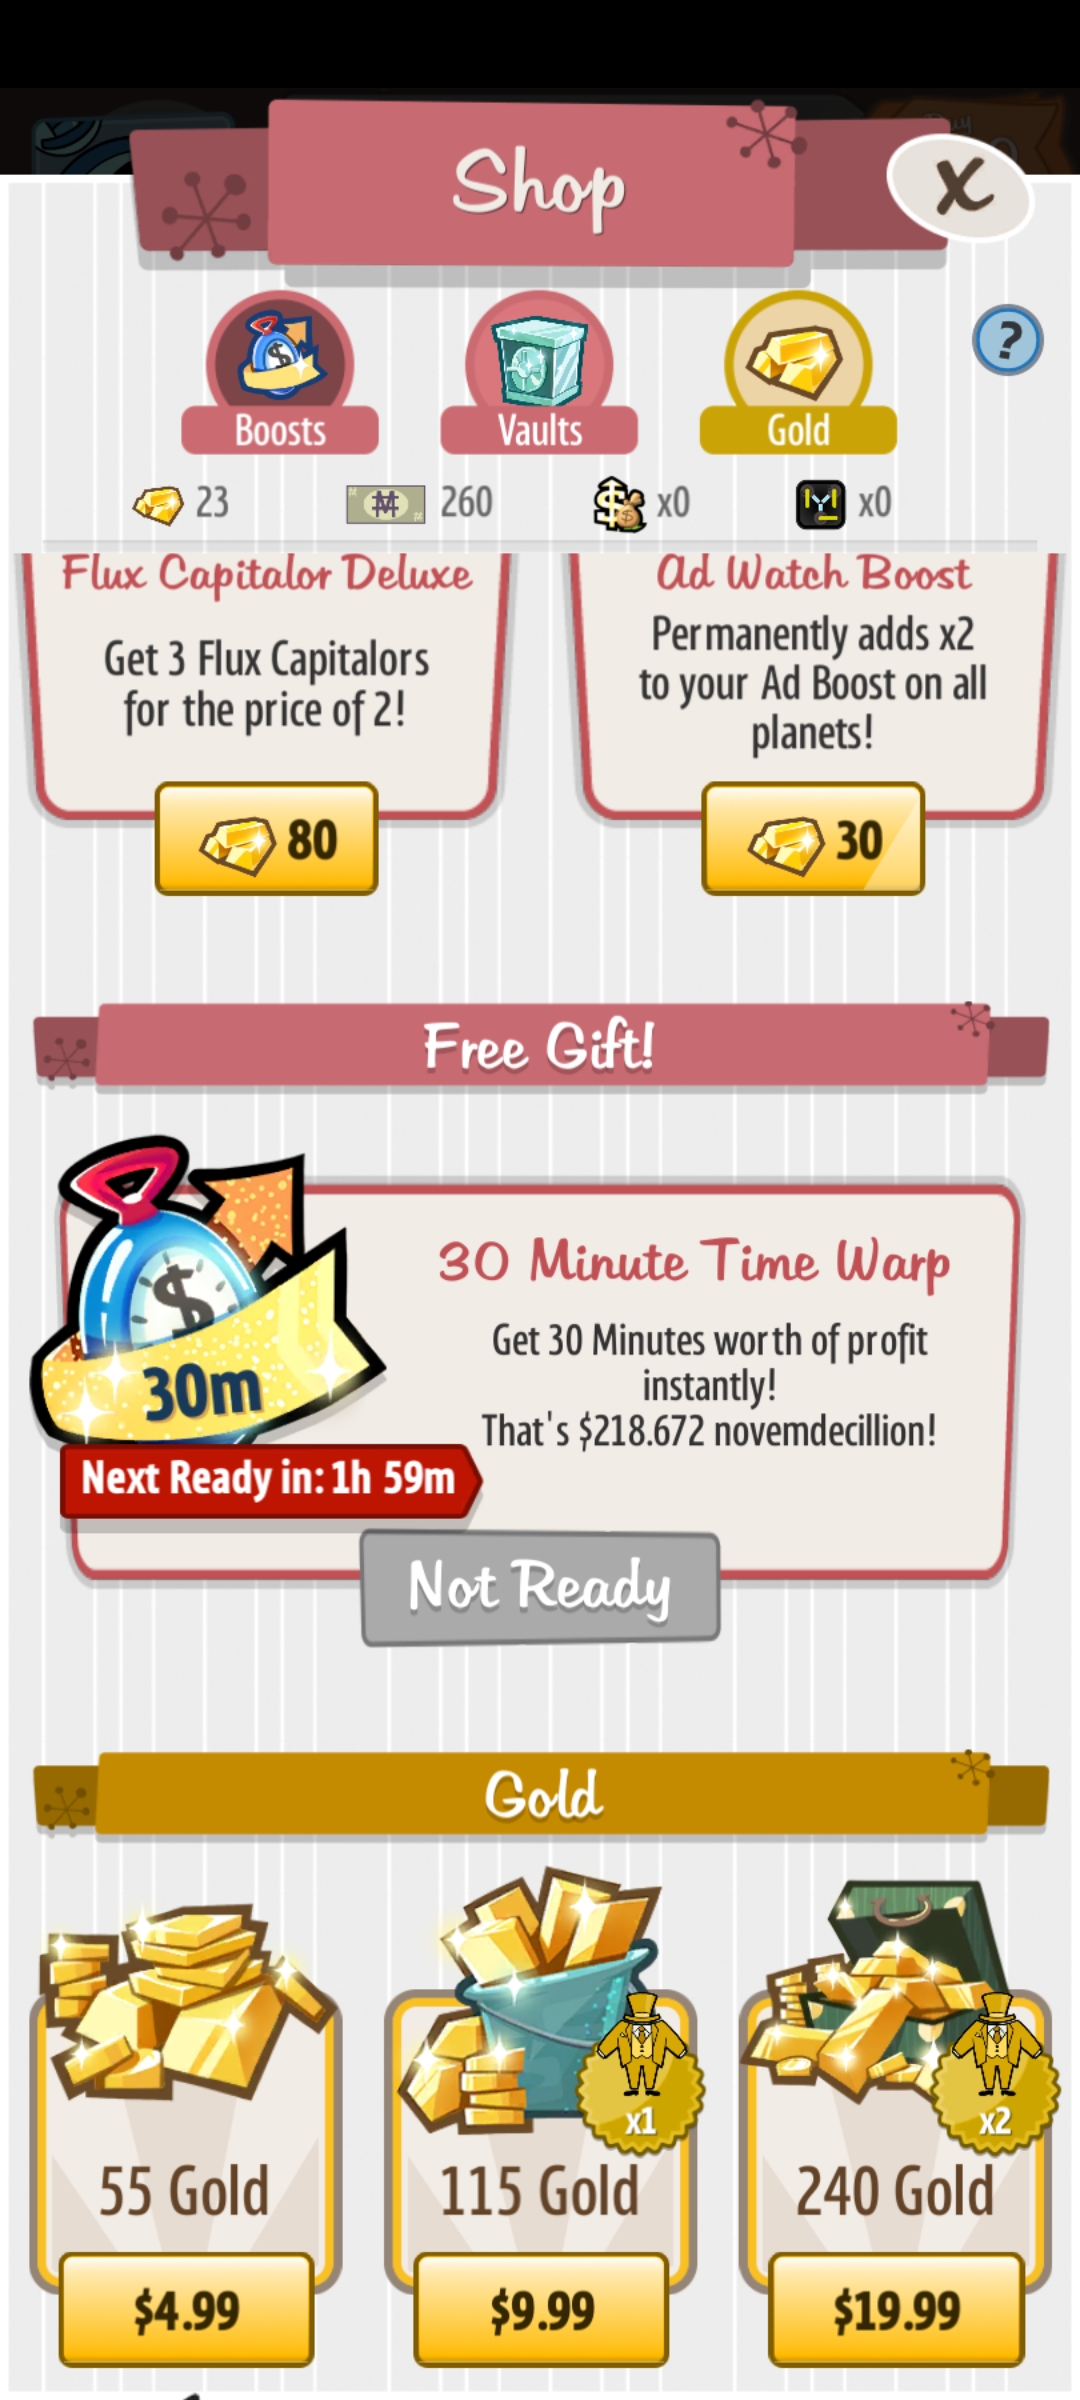 Shop
X
?
Boosts
Vaults
Gold
23
260
x0
x0
Flux Capitalor Deluxe
Get 3 Flux Capitalors
for the price of 2!
80
Ad Watch Boost
Permanently adds x2
to your Ad Boost on all
planets!
30
Free Gift!
30m
30 Minute Time Warp
Get 30 Minutes worth of profit
instantly!
That's $218.672 novemdecillion!
Next Ready in: 1h 59m
Not Ready
Gold
55 Gold
$4.99
x1
115 Gold
$9.99
x2
240 Gold
$19.99